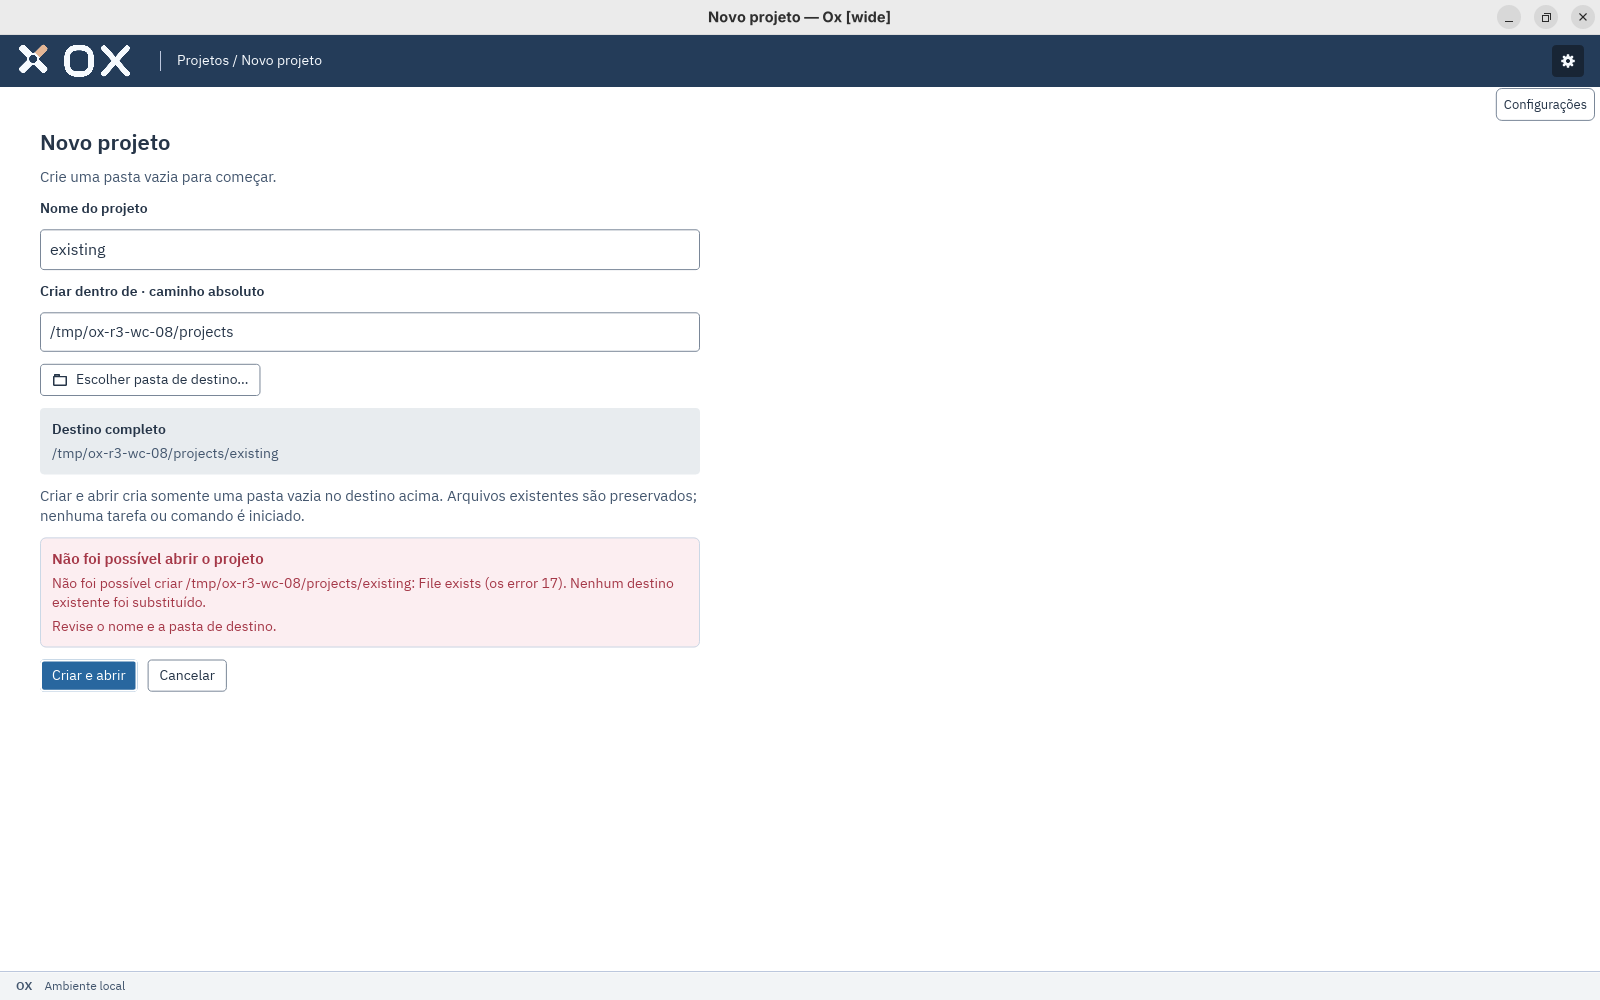 Novo projeto — Ox [wide]
OX
Projetos / Novo projeto
Configurações
Novo projeto
Crie uma pasta vazia para começar.
Nome do projeto
existing
Criar dentro de · caminho absoluto
/tmp/ox-r3-wc-08/projects
Escolher pasta de destino...
Destino completo
/tmp/ox-r3-wc-08/projects/existing
Criar e abrir cria somente uma pasta vazia no destino acima. Arquivos existentes são preservados;
nenhuma tarefa ou comando é iniciado.
Não foi possível abrir o projeto
Não foi possível criar /tmp/ox-r3-wc-08/projects/existing: File exists (os error 17). Nenhum destino
existente foi substituído.
Revise o nome e a pasta de destino.
Criar e abrir
Cancelar
OX Ambiente local